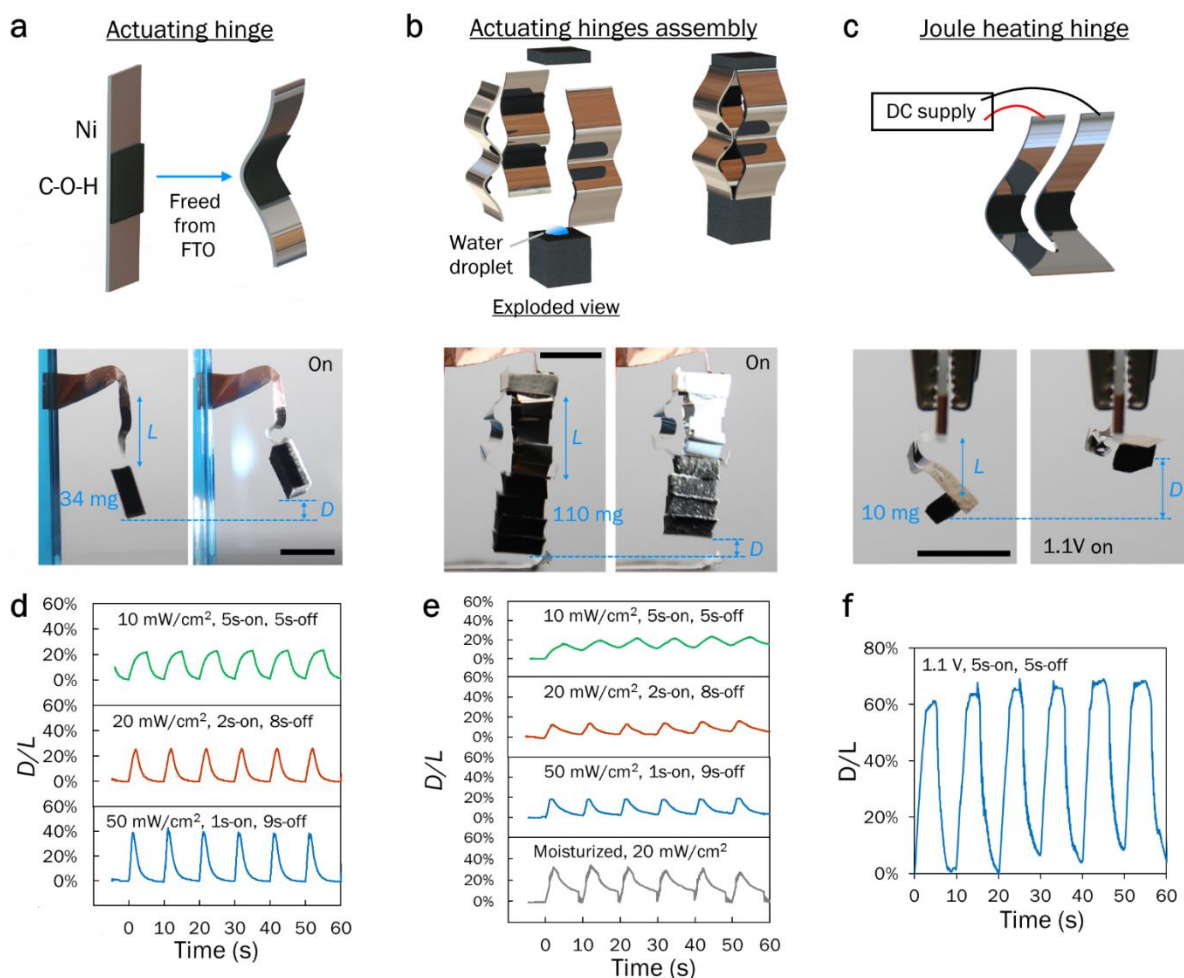 a
Actuating hinge
Ni
C-O-H
Freed
from
FTO
b
Actuating hinges assembly
Water
droplet
Exploded view
c
Joule heating hinge
DC supply
On
L
34 mg
D
On
L
110 mg
D
L
10 mg
D
1.1V on
d
60%
10 mW/cm², 5s-on, 5s-off
40%
20%
0%
60%
20 mW/cm², 2s-on, 8s-off
40%
20%
0%
60%
50 mW/cm², 1s-on, 9s-off
40%
20%
0%
D/L
0 10 20 30 40 50 60
Time (s)
e
60%
10 mW/cm², 5s-on, 5s-off
40%
20%
0%
60%
20 mW/cm², 2s-on, 8s-off
40%
20%
0%
60%
50 mW/cm², 1s-on, 9s-off
40%
20%
0%
60%
Moisturized, 20 mW/cm²
40%
20%
0%
D/L
0 10 20 30 40 50 60
Time (s)
f
80%
1.1 V, 5s-on, 5s-off
60%
40%
20%
0%
D/L
0 10 20 30 40 50 60
Time (s)